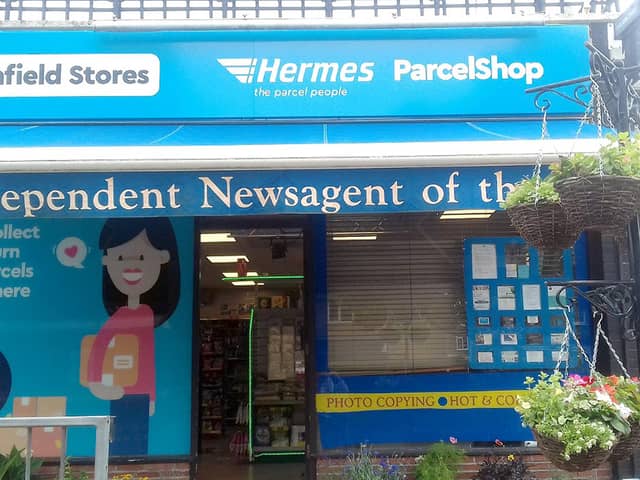 nfield Stores
Hermes ParcelShop
the parcel people
ependent Newsagent of th
ollect
urn
rcels
here
PHOTO COPYING • HOT & CO